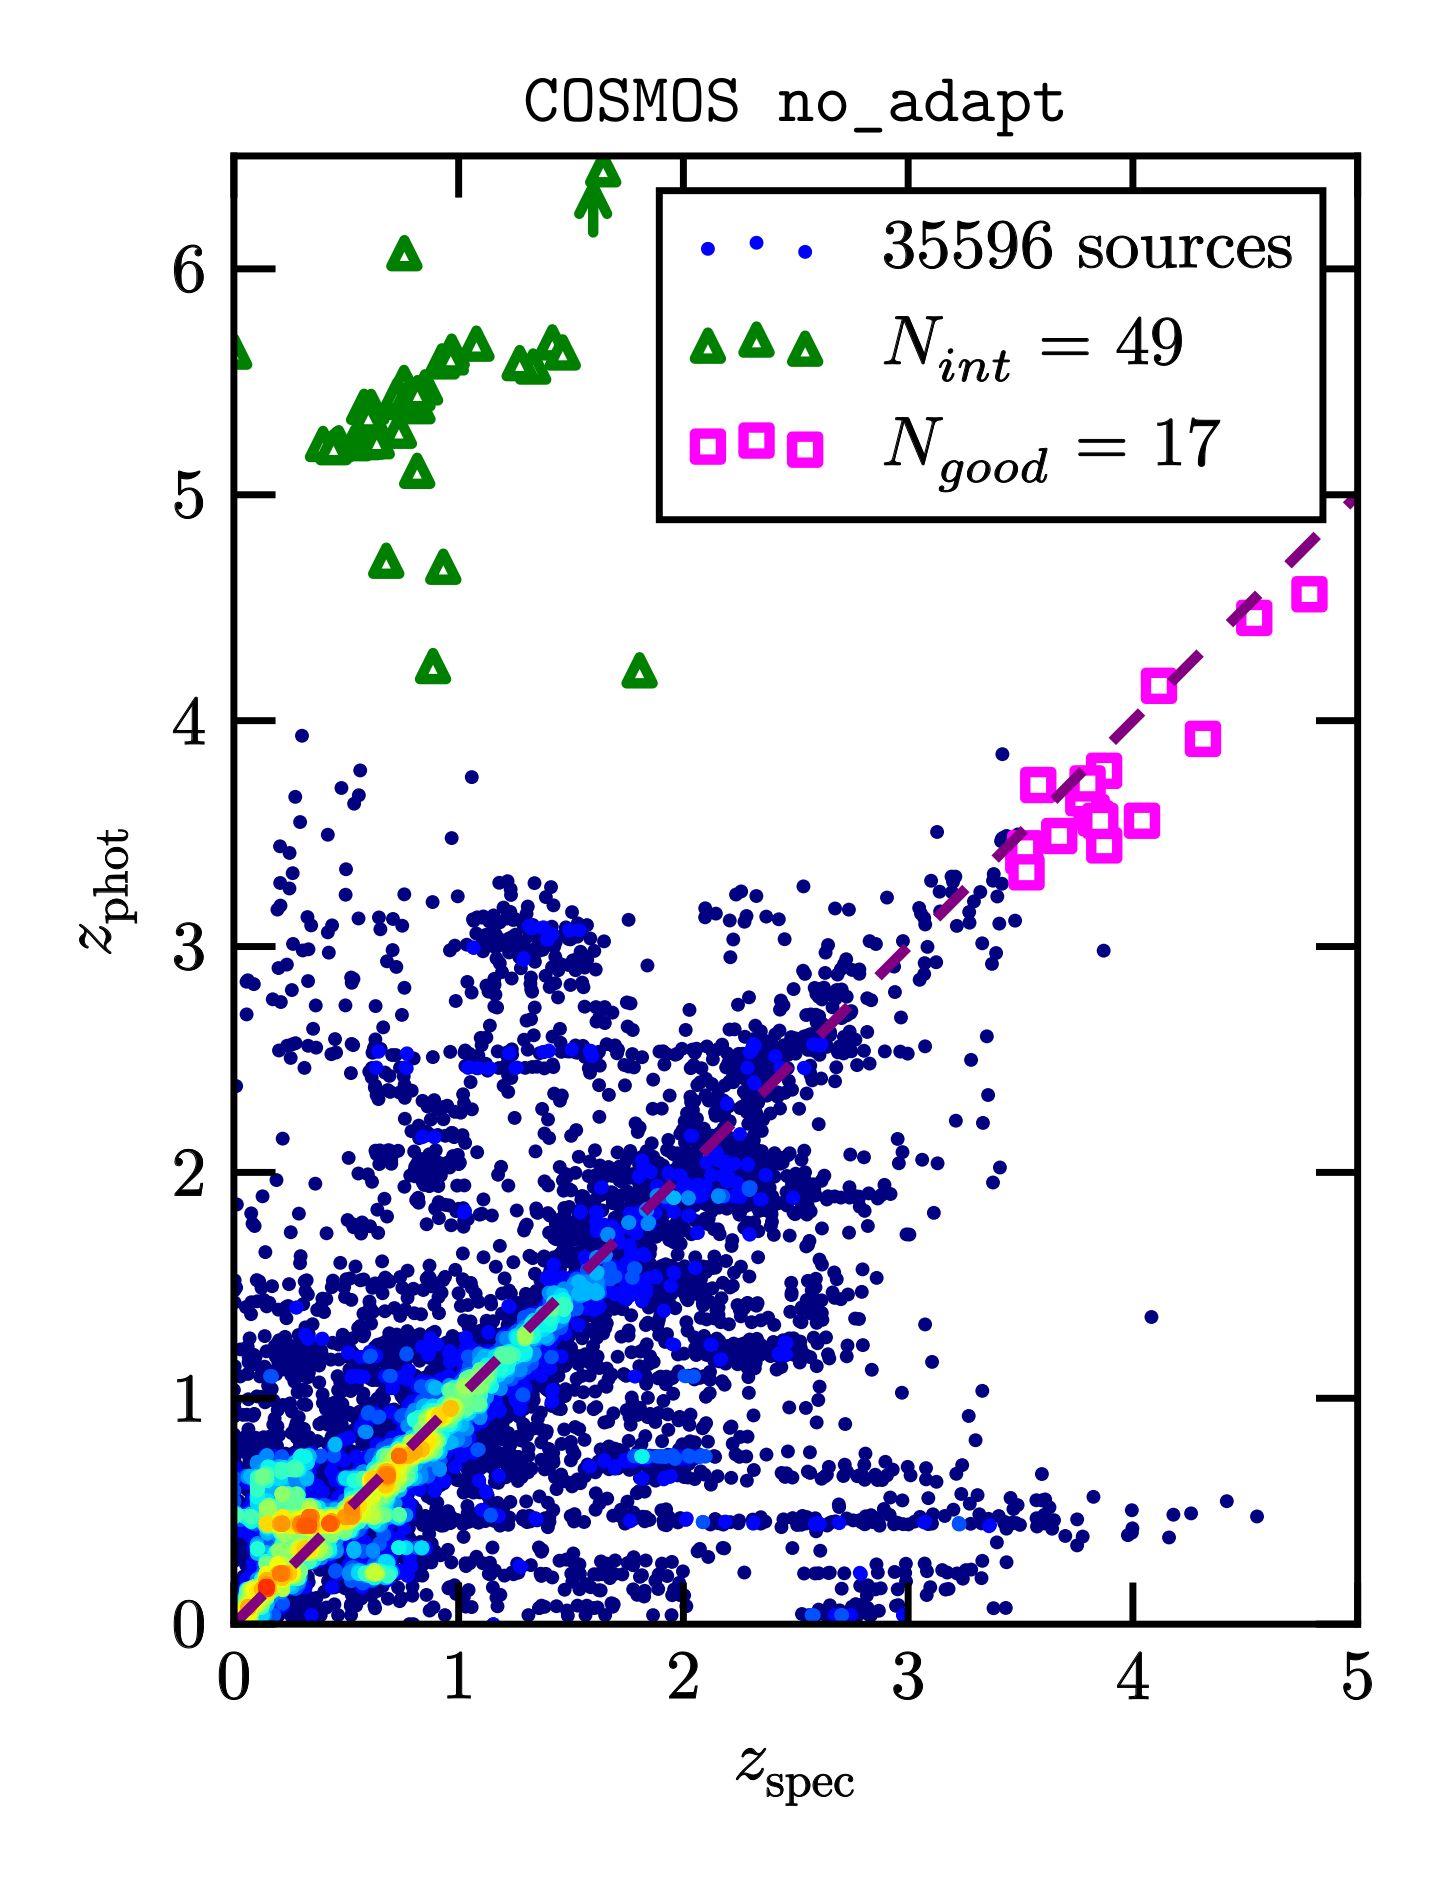 COSMOS no_adapt
35596 sources
N_int = 49
N_good = 17
z_phot
6
5
4
3
2
1
0
0 1 2 3 4 5
z_spec